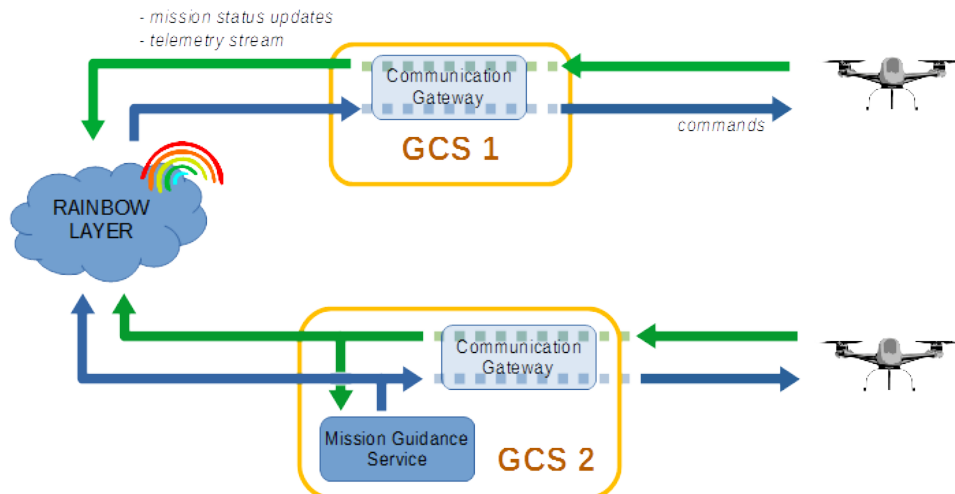 - mission status updates
- telemetry stream
Communication
Gateway
GCS 1
commands
RAINBOW
LAYER
Communication
Gateway
Mission Guidance
Service
GCS 2